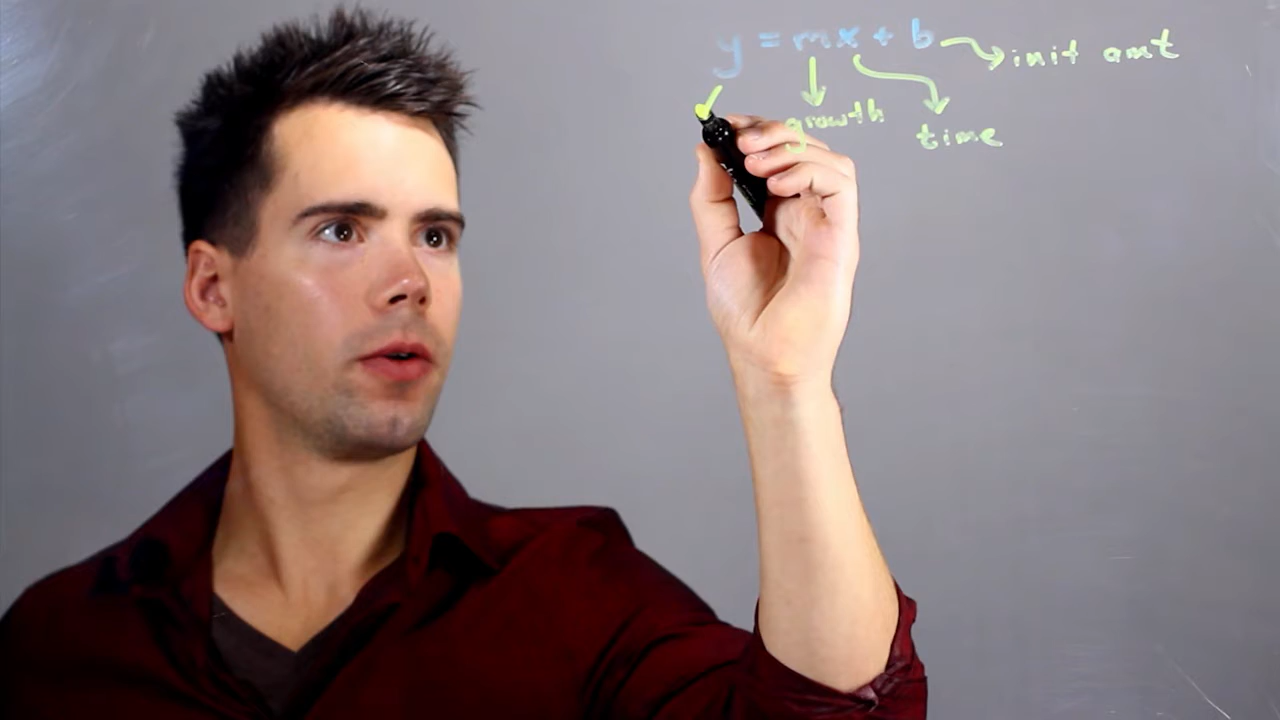 y = mx + b init amt
growth
time